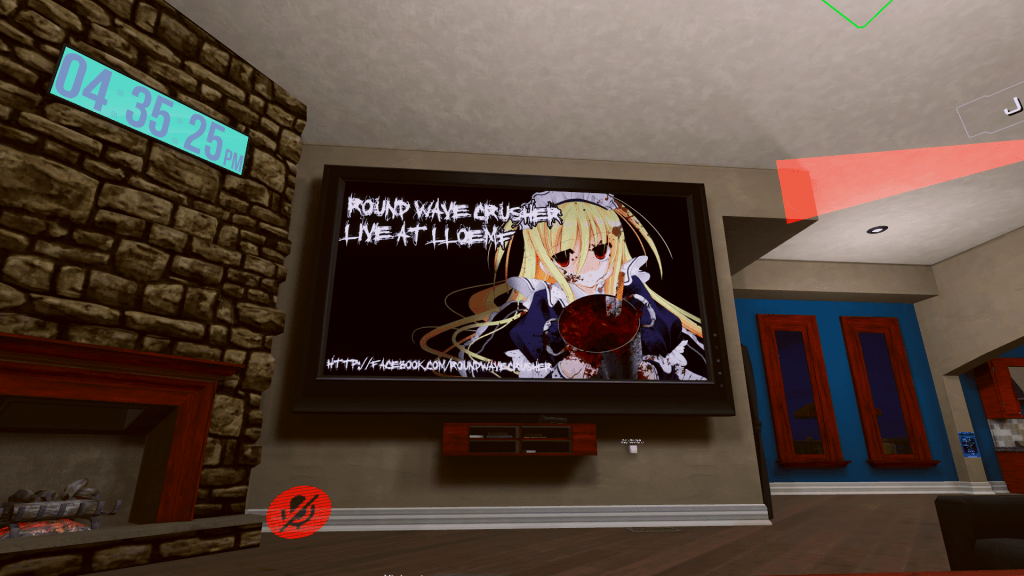 04 35 25 PM
ROUND WAVE CRUSHER
LIVE AT LLOEMF
HTTP://FACEBOOK.COM/ROUNDWAVECRUSHER